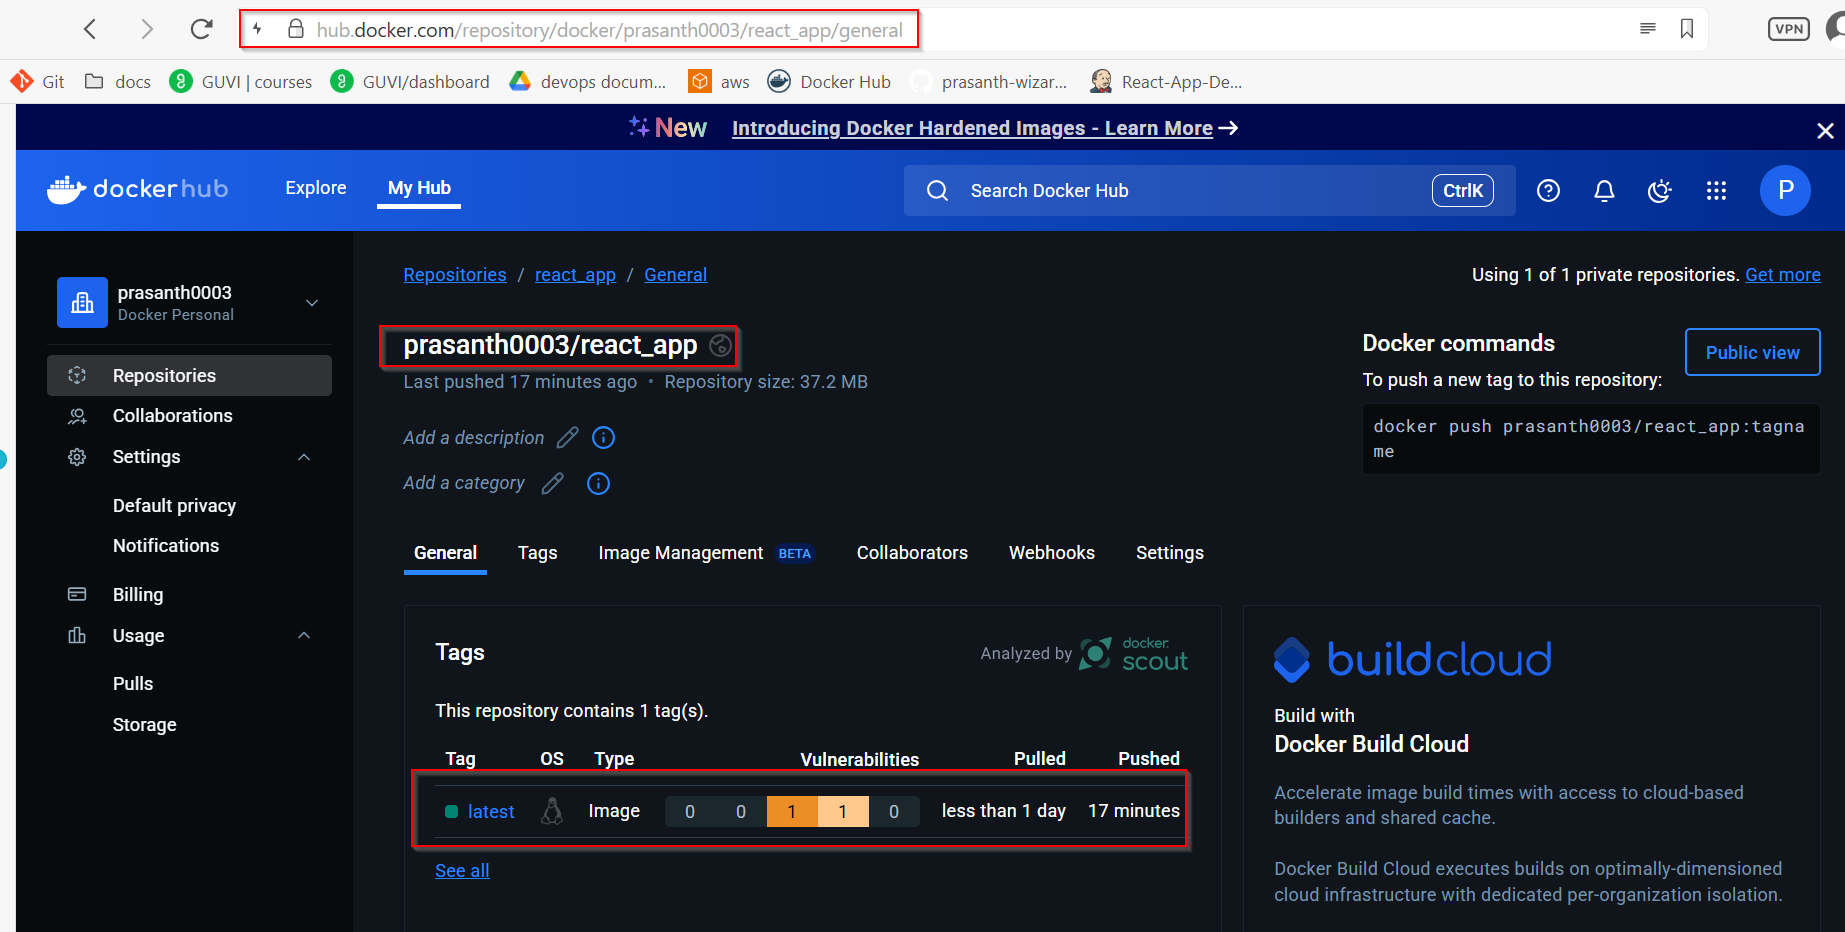 hub.docker.com/repository/docker/prasanth0003/react_app/general
VPN
Git docs GUVI | courses GUVI/dashboard devops docum... aws Docker Hub prasanth-wizar... React-App-De...
New Introducing Docker Hardened Images - Learn More
dockerhub Explore My Hub Search Docker Hub CtrlK P
prasanth0003
Docker Personal
Repositories
Collaborations
Settings
Default privacy
Notifications
Billing
Usage
Pulls
Storage
Repositories / react_app / General
Using 1 of 1 private repositories. Get more
prasanth0003/react_app
Last pushed 17 minutes ago • Repository size: 37.2 MB
Add a description
Add a category
Docker commands
Public view
To push a new tag to this repository:
docker push prasanth0003/react_app:tagna
me
General Tags Image Management BETA Collaborators Webhooks Settings
Tags
Analyzed by docker scout
This repository contains 1 tag(s).
Tag OS Type Vulnerabilities Pulled Pushed
latest Image 0 0 1 1 0 less than 1 day 17 minutes
See all
buildcloud
Build with
Docker Build Cloud
Accelerate image build times with access to cloud-based
builders and shared cache.
Docker Build Cloud executes builds on optimally-dimensioned
cloud infrastructure with dedicated per-organization isolation.